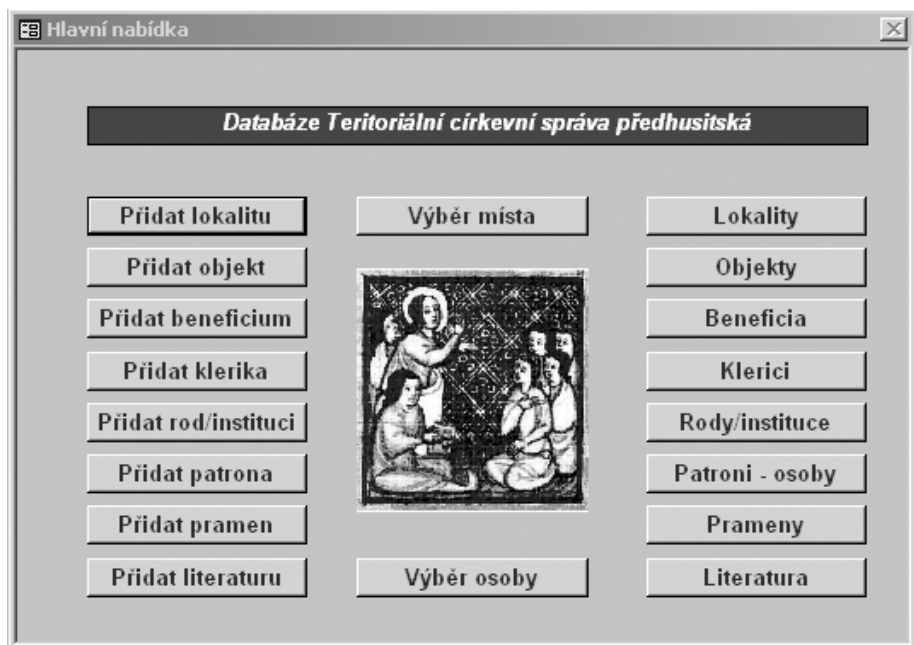 Hlavní nabídka
Databáze Teritoriální církevní správa předhusitská
Přidat lokalitu
Výběr místa
Lokality
Přidat objekt
Objekty
Přidat beneficium
Beneficia
Přidat klerika
Klerici
Přidat rod/instituci
Rody/instituce
Přidat patrona
Patroni - osoby
Přidat pramen
Prameny
Přidat literaturu
Výběr osoby
Literatura